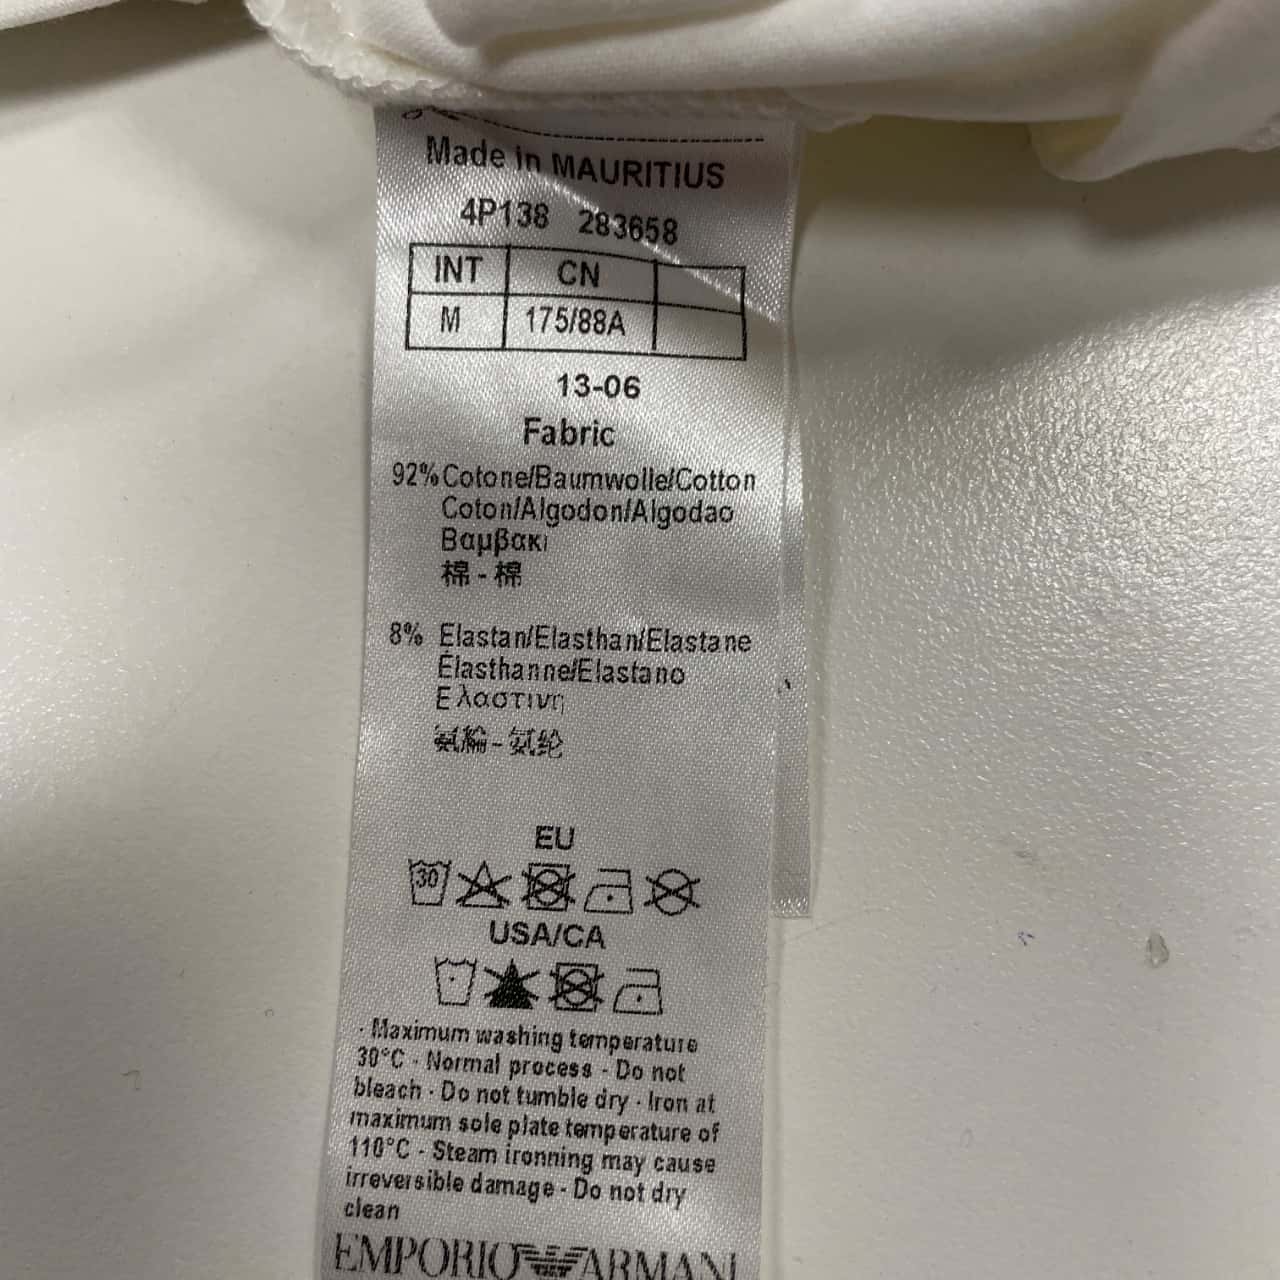 Made in MAURITIUS
4P138 283658
INT CN
M 175/88A
13-06
Fabric
92% Cotone/Baumwolle/Cotton
Coton/Algodon/Algodao
Βαμβακι
棉 - 棉
8% Elastan/Elasthan/Elastane
Elasthanne/Elastano
Ελαστινη
氨綸 - 氨纶
EU
30
USA/CA
· Maximum washing temperature
30°C · Normal process - Do not
bleach · Do not tumble dry · Iron at
maximum sole plate temperature of
110°C - Steam ironning may cause
irreversible damage - Do not dry
clean
EMPORIO ARMANI